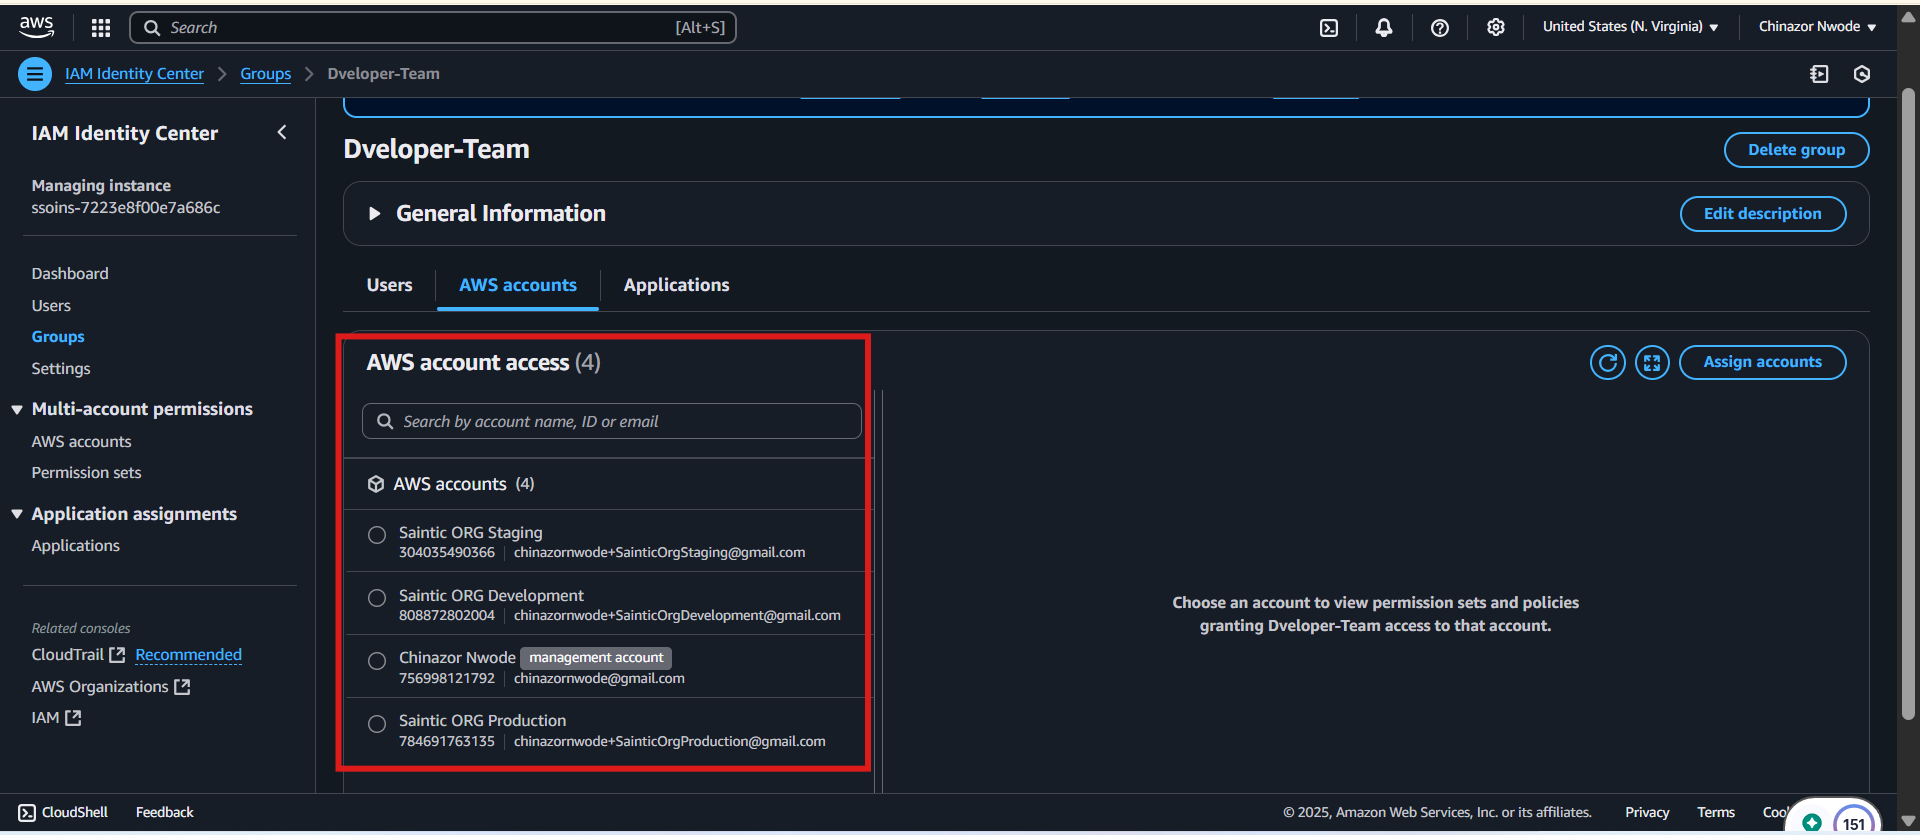 aws
Search [Alt+S]
United States (N. Virginia)
Chinazor Nwode
IAM Identity Center
Groups
Dveloper-Team
IAM Identity Center
Managing instance
ssoins-7223e8f00e7a686c
Dashboard
Users
Groups
Settings
Multi-account permissions
AWS accounts
Permission sets
Application assignments
Applications
Related consoles
CloudTrail Recommended
AWS Organizations
IAM
Dveloper-Team
Delete group
General Information
Edit description
Users
AWS accounts
Applications
AWS account access (4)
Assign accounts
Search by account name, ID or email
AWS accounts (4)
Saintic ORG Staging
304035490366 chinazornwode+SainticOrgStaging@gmail.com
Saintic ORG Development
808872802004 chinazornwode+SainticOrgDevelopment@gmail.com
Chinazor Nwode management account
756998121792 chinazornwode@gmail.com
Saintic ORG Production
784691763135 chinazornwode+SainticOrgProduction@gmail.com
Choose an account to view permission sets and policies
granting Dveloper-Team access to that account.
CloudShell
Feedback
© 2025, Amazon Web Services, Inc. or its affiliates.
Privacy
Terms
151